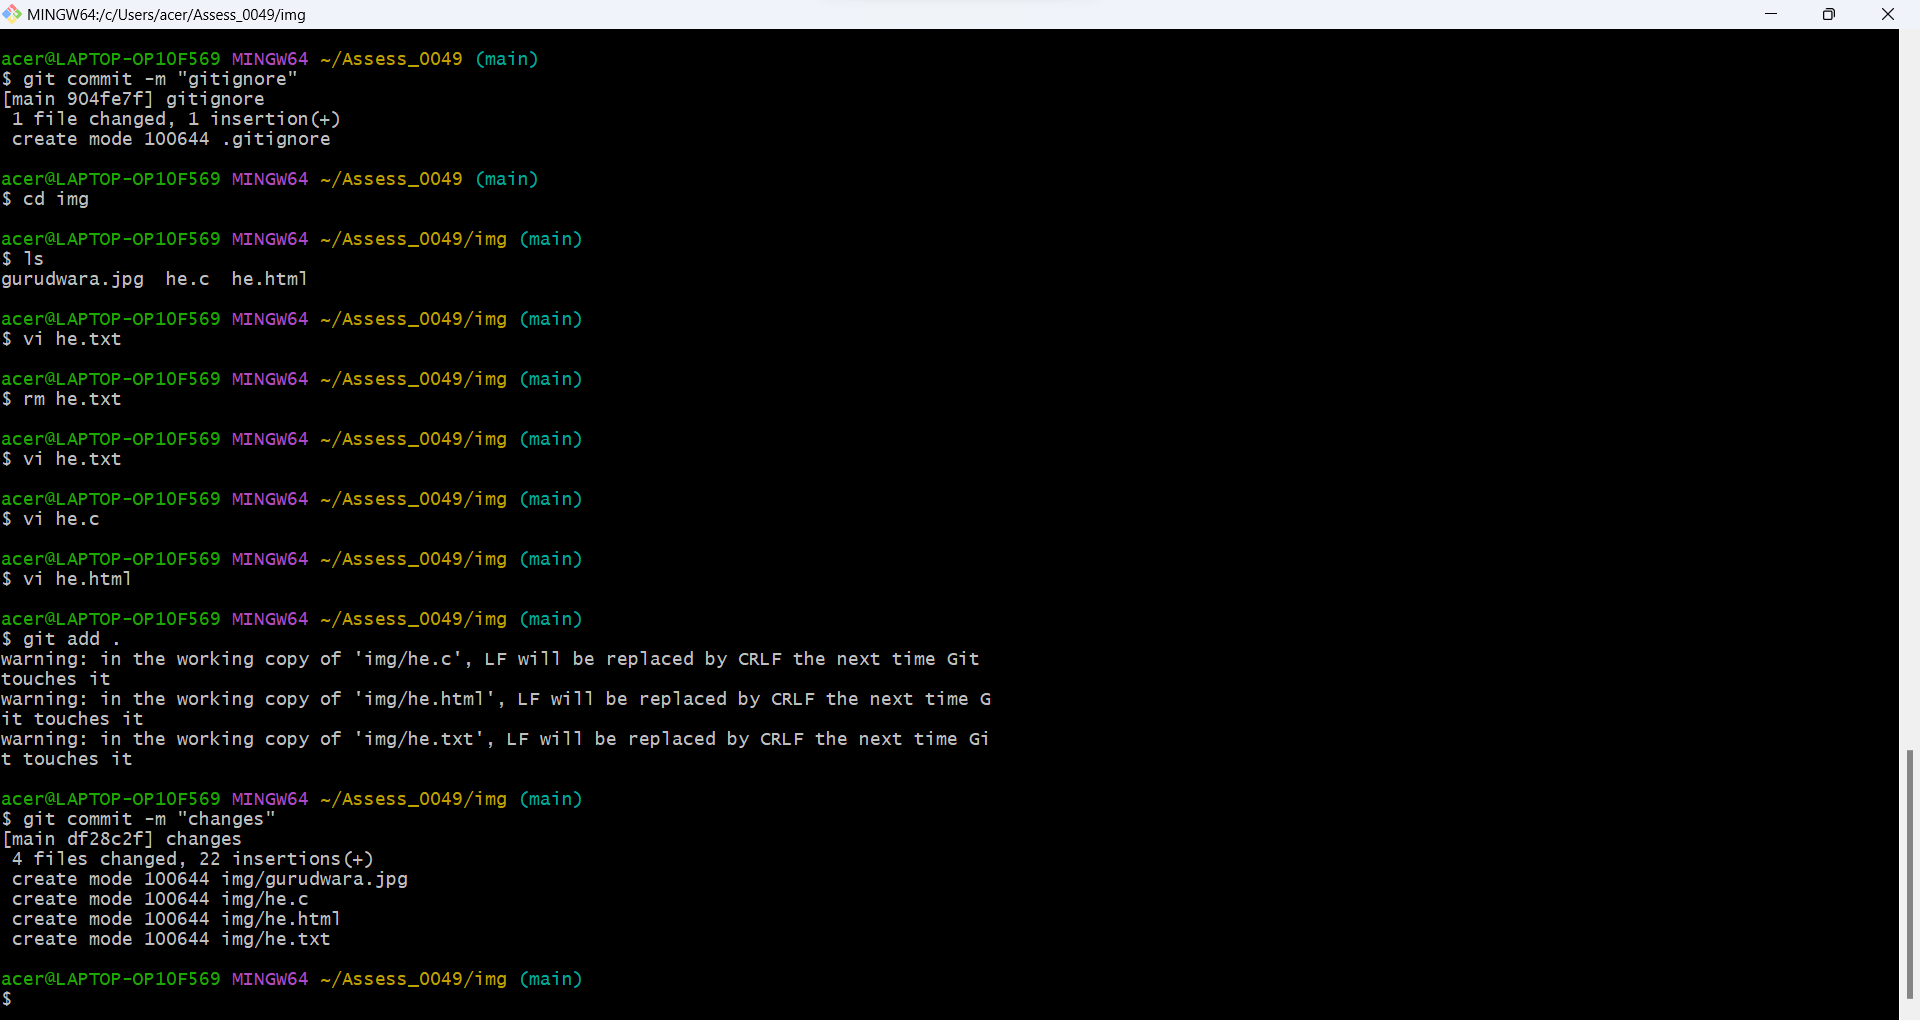 MINGW64:/c/Users/acer/Assess_0049/img
acer@LAPTOP-OP10F569 MINGW64 ~/Assess_0049 (main)
$ git commit -m "gitignore"
[main 904fe7f] gitignore
 1 file changed, 1 insertion(+)
 create mode 100644 .gitignore
acer@LAPTOP-OP10F569 MINGW64 ~/Assess_0049 (main)
$ cd img
acer@LAPTOP-OP10F569 MINGW64 ~/Assess_0049/img (main)
$ ls
gurudwara.jpg  he.c  he.html
acer@LAPTOP-OP10F569 MINGW64 ~/Assess_0049/img (main)
$ vi he.txt
acer@LAPTOP-OP10F569 MINGW64 ~/Assess_0049/img (main)
$ rm he.txt
acer@LAPTOP-OP10F569 MINGW64 ~/Assess_0049/img (main)
$ vi he.txt
acer@LAPTOP-OP10F569 MINGW64 ~/Assess_0049/img (main)
$ vi he.c
acer@LAPTOP-OP10F569 MINGW64 ~/Assess_0049/img (main)
$ vi he.html
acer@LAPTOP-OP10F569 MINGW64 ~/Assess_0049/img (main)
$ git add .
warning: in the working copy of 'img/he.c', LF will be replaced by CRLF the next time Git
touches it
warning: in the working copy of 'img/he.html', LF will be replaced by CRLF the next time G
it touches it
warning: in the working copy of 'img/he.txt', LF will be replaced by CRLF the next time Gi
t touches it
acer@LAPTOP-OP10F569 MINGW64 ~/Assess_0049/img (main)
$ git commit -m "changes"
[main df28c2f] changes
 4 files changed, 22 insertions(+)
 create mode 100644 img/gurudwara.jpg
 create mode 100644 img/he.c
 create mode 100644 img/he.html
 create mode 100644 img/he.txt
acer@LAPTOP-OP10F569 MINGW64 ~/Assess_0049/img (main)
$